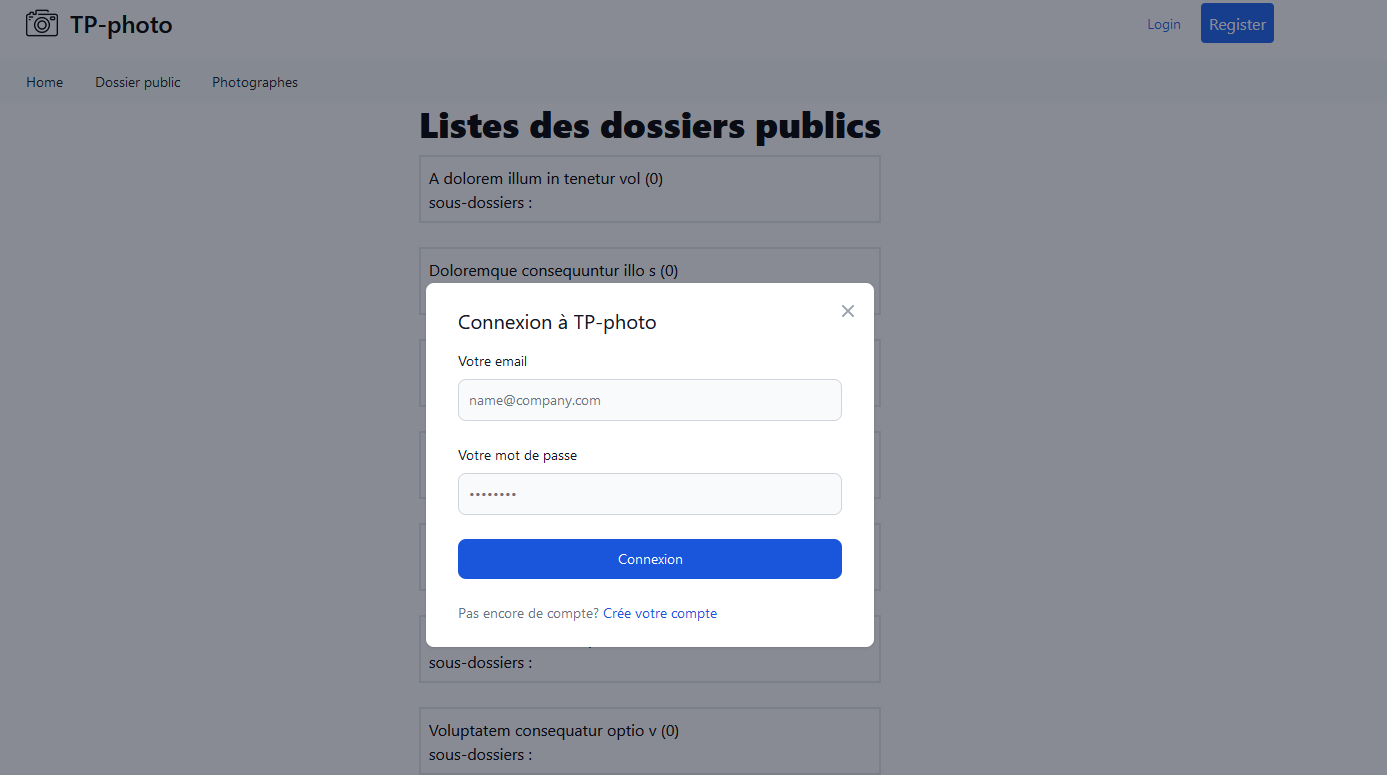 TP-photo
Login
Register
Home
Dossier public
Photographes
Listes des dossiers publics
A dolorem illum in tenetur vol (0)
sous-dossiers :
Doloremque consequuntur illo s (0)
Connexion à TP-photo
Votre email
name@company.com
Votre mot de passe
••••••••
Connexion
Pas encore de compte? Crée votre compte
sous-dossiers :
Voluptatem consequatur optio v (0)
sous-dossiers :